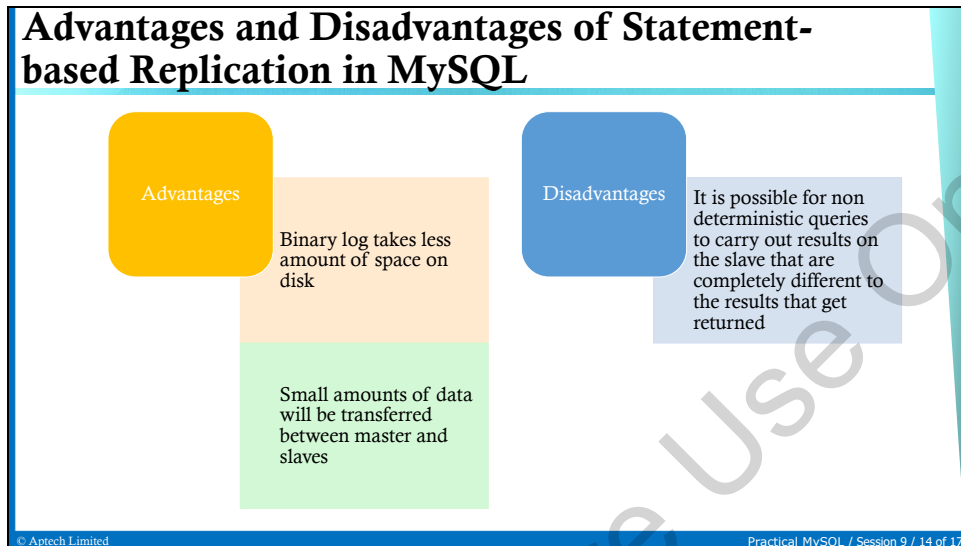 Advantages and Disadvantages of Statement-
based Replication in MySQL
Advantages
Binary log takes less
amount of space on
disk
Small amounts of data
will be transferred
between master and
slaves
Disadvantages
It is possible for non
deterministic queries
to carry out results on
the slave that are
completely different to
the results that get
returned
Use
© Aptech Limited
Practical MySQL / Session 9 / 14 of 17